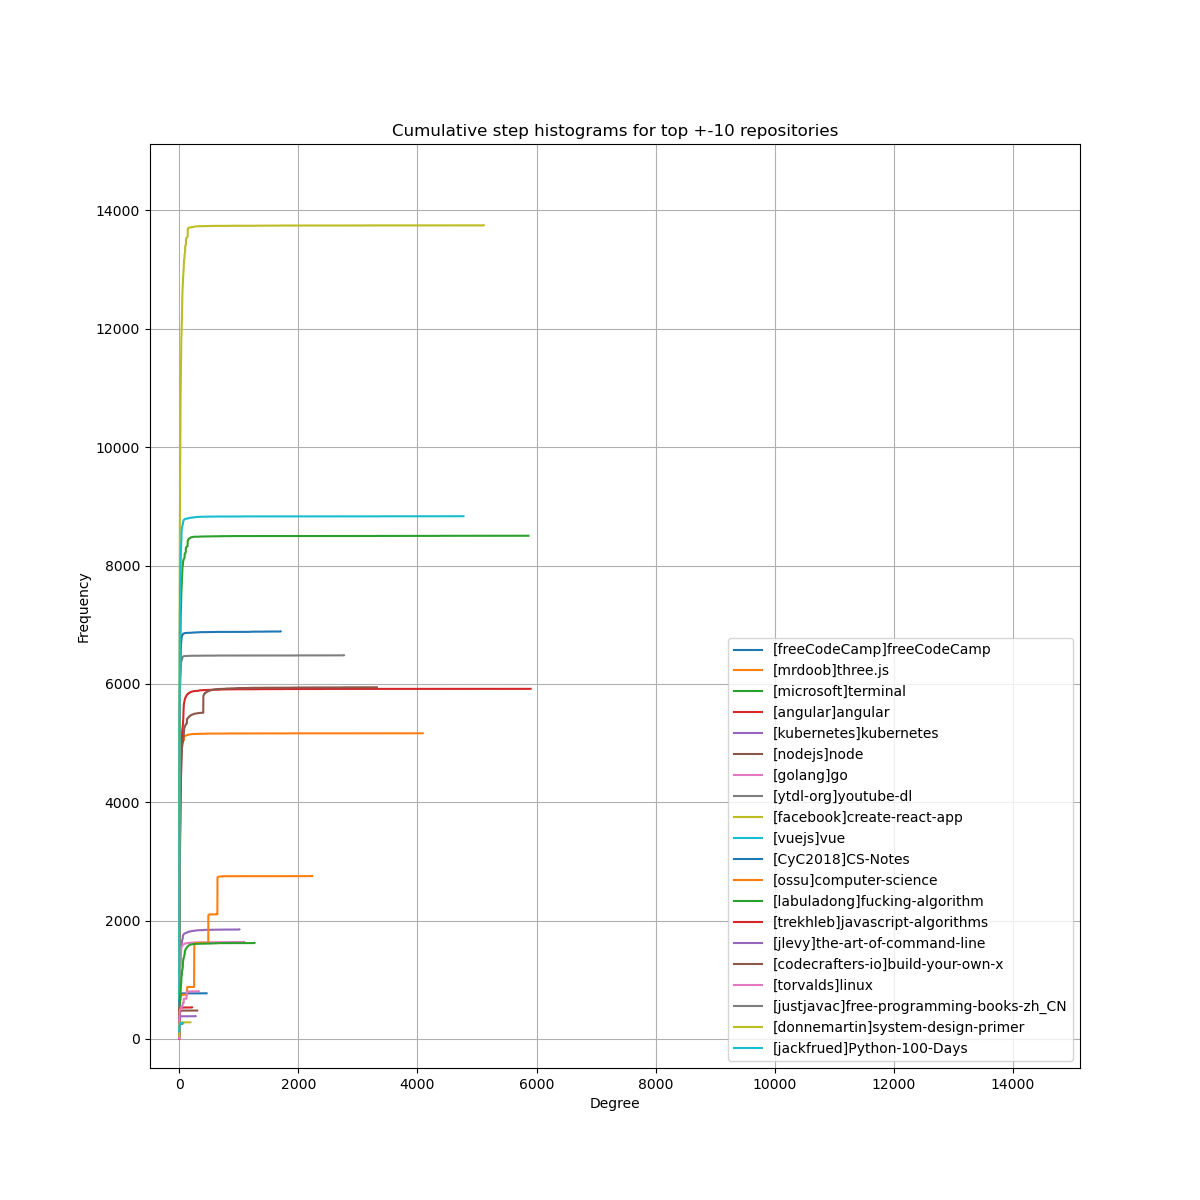 Cumulative step histograms for top +-10 repositories
14000
12000
10000
8000
6000
4000
2000
0
Frequency
[freeCodeCamp]freeCodeCamp
[mrdoob]three.js
[microsoft]terminal
[angular]angular
[kubernetes]kubernetes
[nodejs]node
[golang]go
[ytdl-org]youtube-dl
[facebook]create-react-app
[vuejs]vue
[CyC2018]CS-Notes
[ossu]computer-science
[labuladong]fucking-algorithm
[trekhleb]javascript-algorithms
[jlevy]the-art-of-command-line
[codecrafters-io]build-your-own-x
[torvalds]linux
[justjavac]free-programming-books-zh_CN
[donnemartin]system-design-primer
[jackfrued]Python-100-Days
0 2000 4000 6000 8000 10000 12000 14000
Degree